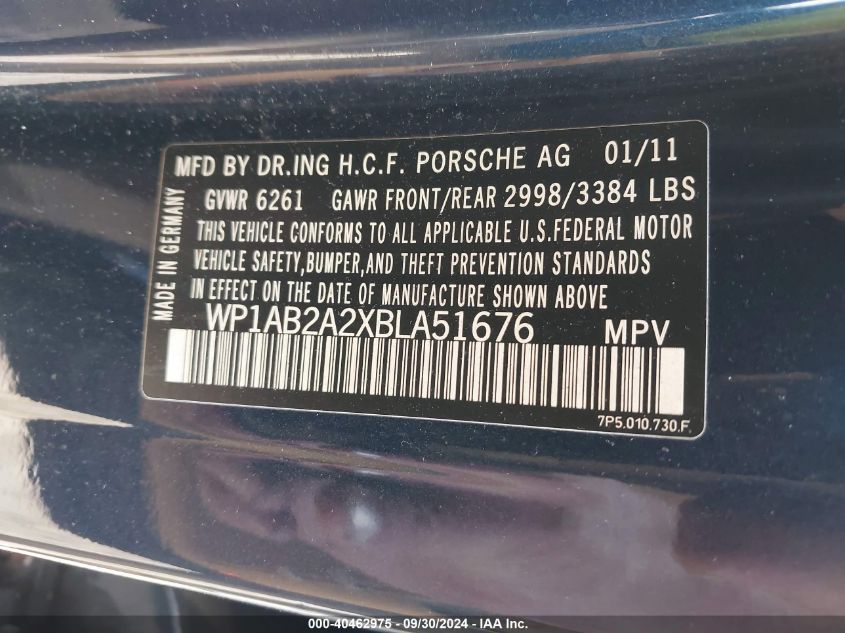 MFD BY DR.ING H.C.F. PORSCHE AG 01/11
GVWR 6261 GAWR FRONT/REAR 2998/3384 LBS
THIS VEHICLE CONFORMS TO ALL APPLICABLE U.S.FEDERAL MOTOR
VEHICLE SAFETY,BUMPER,AND THEFT PREVENTION STANDARDS
IN EFFECT ON THE DATE OF MANUFACTURE SHOWN ABOVE
WP1AB2A2XBLA51676 MPV
MADE IN GERMANY
7P5.010.730.F
000 - 40462975 - 09/30/2024 - IAA, Inc.